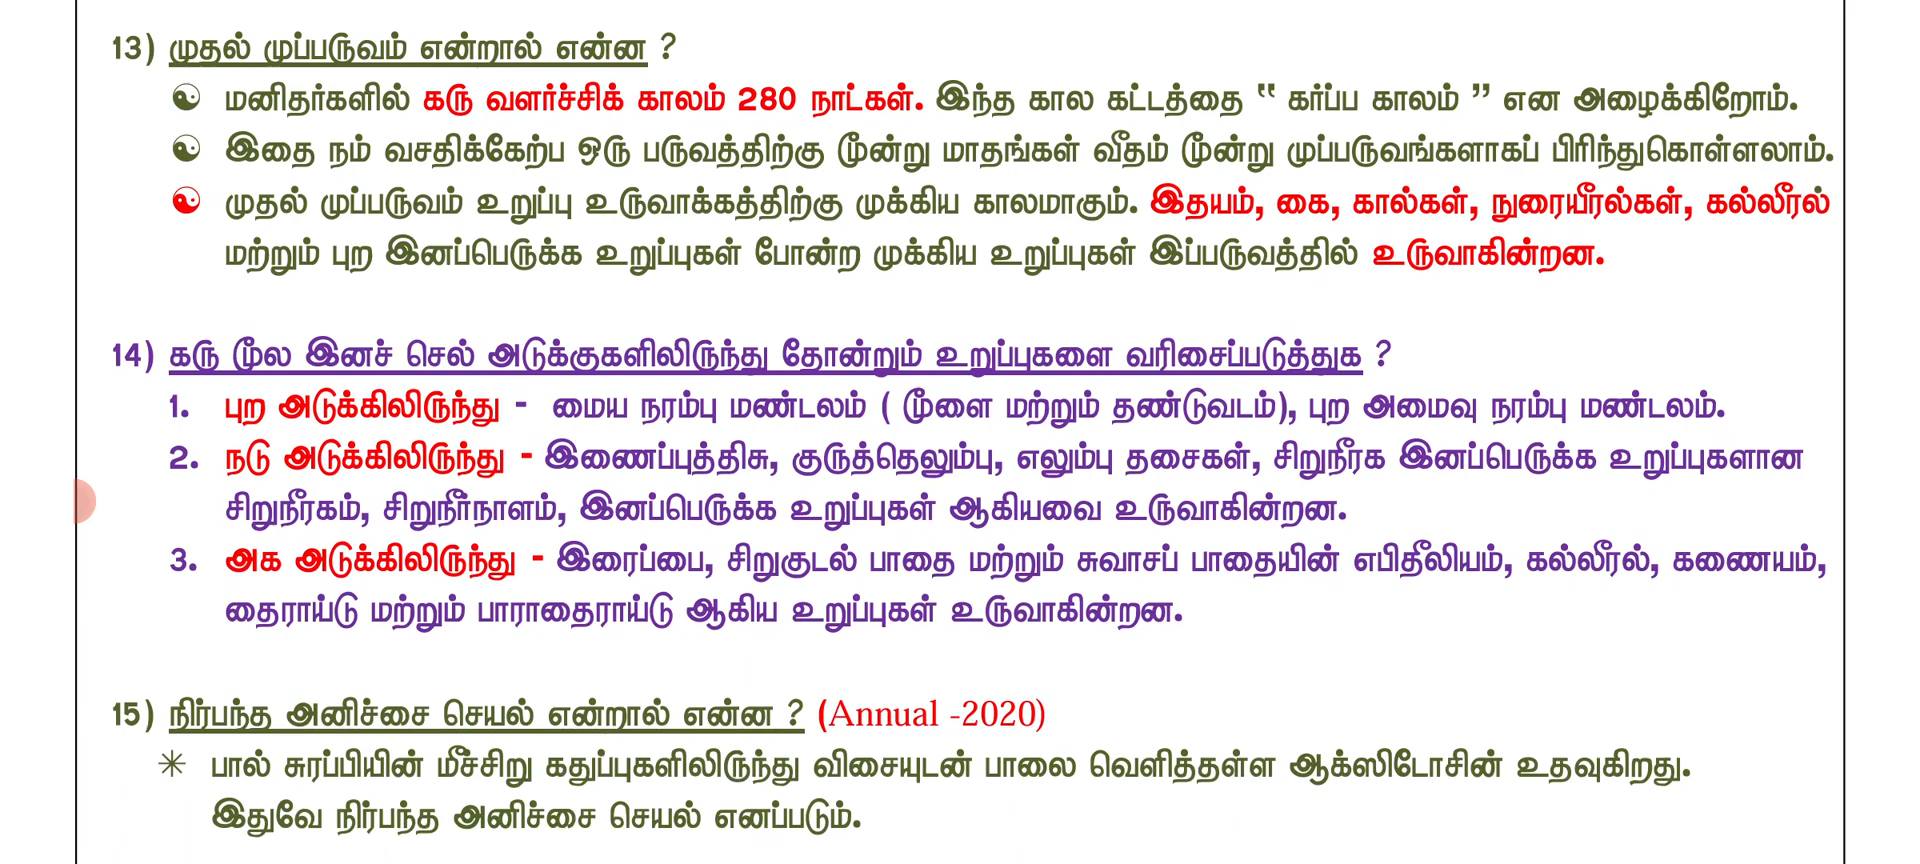 13) முதல் முப்பருவம் என்றால் என்ன ?
☯ மனிதர்களில் கரு வளர்ச்சிக் காலம் 280 நாட்கள். இந்த கால கட்டத்தை “ கர்ப்ப காலம் ” என அழைக்கிறோம்.
☯ இதை நம் வசதிக்கேற்ப ஒரு பருவத்திற்கு மூன்று மாதங்கள் வீதம் மூன்று முப்பருவங்களாகப் பிரிந்துகொள்ளலாம்.
☯ முதல் முப்பருவம் உறுப்பு உருவாக்கத்திற்கு முக்கிய காலமாகும். இதயம், கை, கால்கள், நுரையீரல்கள், கல்லீரல்
மற்றும் புற இனப்பெருக்க உறுப்புகள் போன்ற முக்கிய உறுப்புகள் இப்பருவத்தில் உருவாகின்றன.
14) கரு மூல இனச் செல் அடுக்குகளிலிருந்து தோன்றும் உறுப்புகளை வரிசைப்படுத்துக ?
1. புற அடுக்கிலிருந்து - மைய நரம்பு மண்டலம் ( மூளை மற்றும் தண்டுவடம்), புற அமைவு நரம்பு மண்டலம்.
2. நடு அடுக்கிலிருந்து - இணைப்புத்திசு, குருத்தெலும்பு, எலும்பு தசைகள், சிறுநீரக இனப்பெருக்க உறுப்புகளான
சிறுநீரகம், சிறுநீர்நாளம், இனப்பெருக்க உறுப்புகள் ஆகியவை உருவாகின்றன.
3. அக அடுக்கிலிருந்து - இரைப்பை, சிறுகுடல் பாதை மற்றும் சுவாசப் பாதையின் எபிதீலியம், கல்லீரல், கணையம்,
தைராய்டு மற்றும் பாராதைராய்டு ஆகிய உறுப்புகள் உருவாகின்றன.
15) நிர்பந்த அனிச்சை செயல் என்றால் என்ன ? (Annual -2020)
✳ பால் சுரப்பியின் மீச்சிறு கதுப்புகளிலிருந்து விசையுடன் பாலை வெளித்தள்ள ஆக்ஸிடோசின் உதவுகிறது.
இதுவே நிர்பந்த அனிச்சை செயல் எனப்படும்.